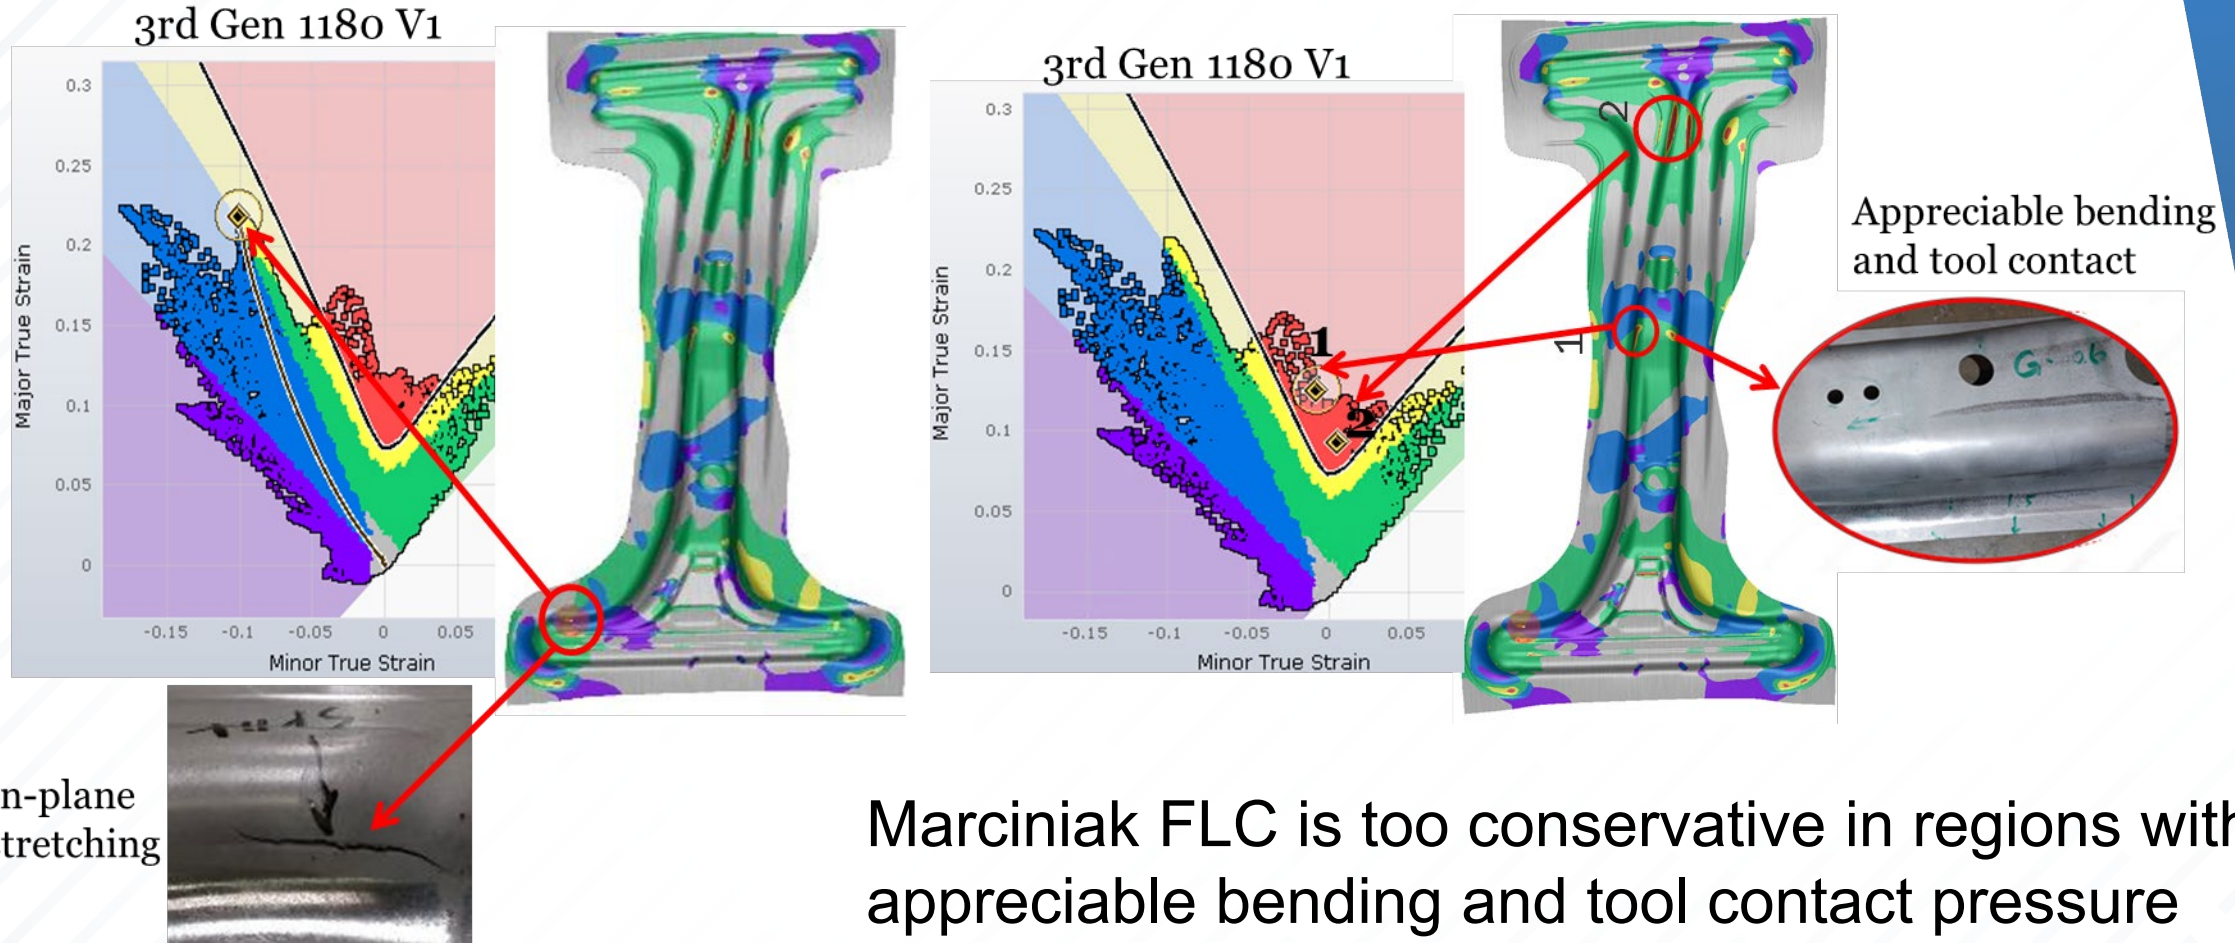 3rd Gen 1180 V1
0.3
0.25
0.2
0.15
0.1
0.05
0
-0.15 -0.1 -0.05 0 0.05
Major True Strain
Minor True Strain
n-plane
tretching
3rd Gen 1180 V1
0.3
0.25
0.2
0.15
0.1
0.05
0
-0.15 -0.1 -0.05 0 0.05
Major True Strain
Minor True Strain
1
2
2
1
Appreciable bending
and tool contact
Marciniak FLC is too conservative in regions with
appreciable bending and tool contact pressure